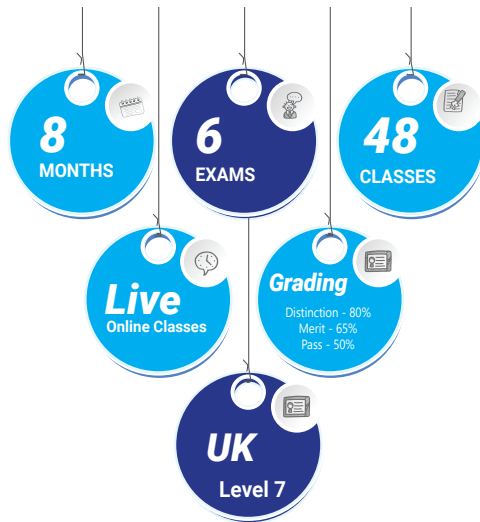 8
MONTHS
6
EXAMS
48
CLASSES
Live
Online Classes
Grading
Distinction - 80%
Merit - 65%
Pass - 50%
UK
Level 7